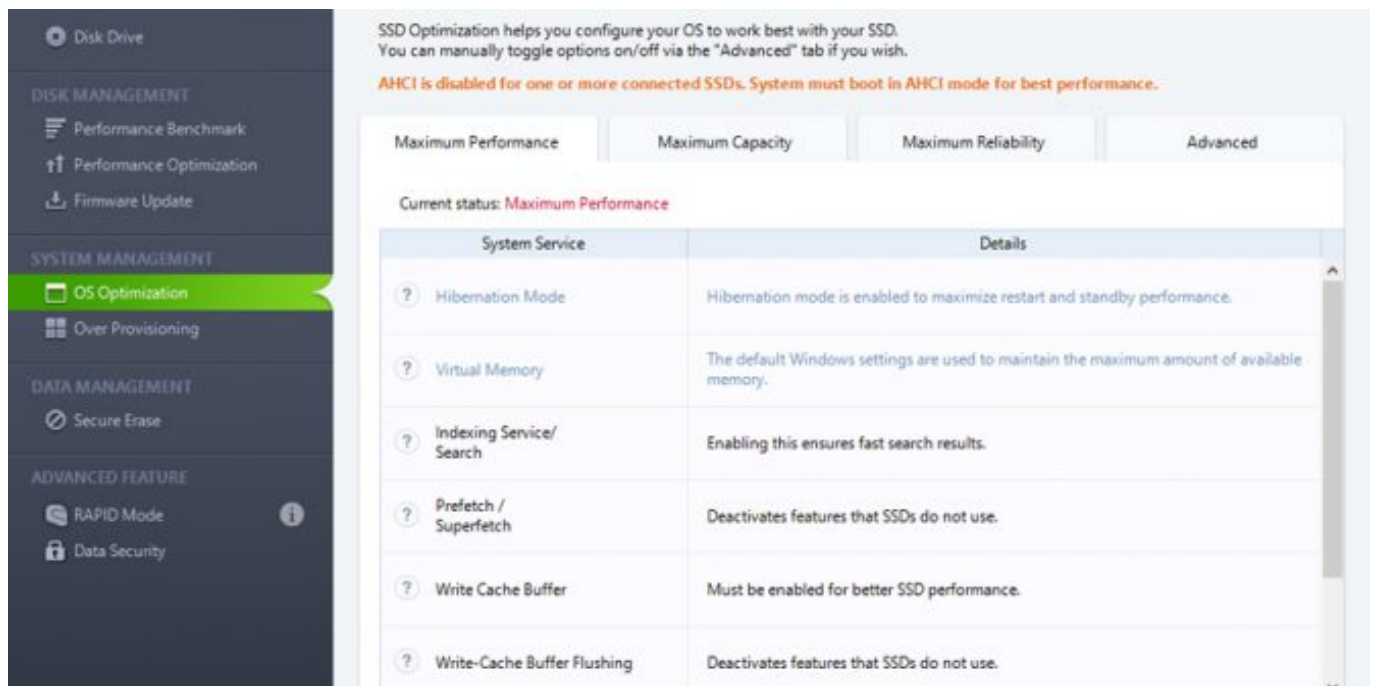 Disk Drive
DISK MANAGEMENT
Performance Benchmark
Performance Optimization
Firmware Update
SYSTEM MANAGEMENT
OS Optimization
Over Provisioning
DATA MANAGEMENT
Secure Erase
ADVANCED FEATURE
RAPID Mode
Data Security
SSD Optimization helps you configure your OS to work best with your SSD.
You can manually toggle options on/off via the "Advanced" tab if you wish.
AHCI is disabled for one or more connected SSDs. System must boot in AHCI mode for best performance.
Maximum Performance Maximum Capacity Maximum Reliability Advanced
Current status: Maximum Performance
System Service Details
? Hibernation Mode Hibernation mode is enabled to maximize restart and standby performance.
? Virtual Memory The default Windows settings are used to maintain the maximum amount of available
memory.
? Indexing Service/
Search Enabling this ensures fast search results.
? Prefetch /
Superfetch Deactivates features that SSDs do not use.
? Write Cache Buffer Must be enabled for better SSD performance.
? Write-Cache Buffer Flushing Deactivates features that SSDs do not use.